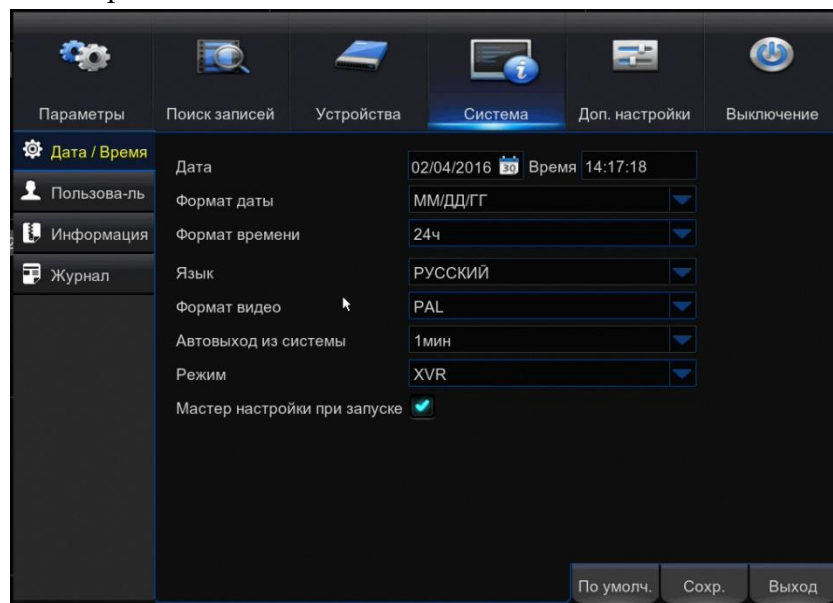 Параметры Поиск записей Устройства Система Доп. настройки Выключение
Дата / Время
Пользова-ль
Информация
Журнал
Дата 02/04/2016 30 Время 14:17:18
Формат даты ММ/ДД/ГГ
Формат времени 24ч
Язык РУССКИЙ
Формат видео PAL
Автовыход из системы 1мин
Режим XVR
Мастер настройки при запуске
По умолч. Сохр. Выход